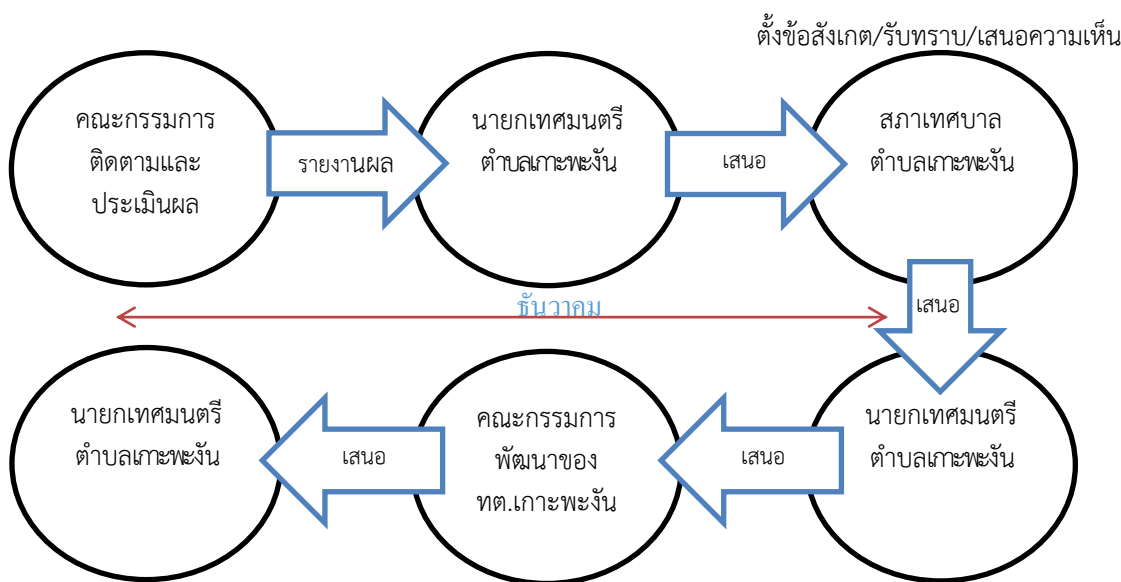 ตั้งข้อสังเกต/รับทราบ/เสนอความเห็น
คณะกรรมการ
ติดตามและ
ประเมินผล
รายงานผล
นายกเทศมนตรี
ตำบลเกาะพะงัน
เสนอ
สภาเทศบาล
ตำบลเกาะพะงัน
เสนอ
ธันวาคม
นายกเทศมนตรี
ตำบลเกาะพะงัน
เสนอ
คณะกรรมการ
พัฒนาของ
ทต.เกาะพะงัน
เสนอ
นายกเทศมนตรี
ตำบลเกาะพะงัน